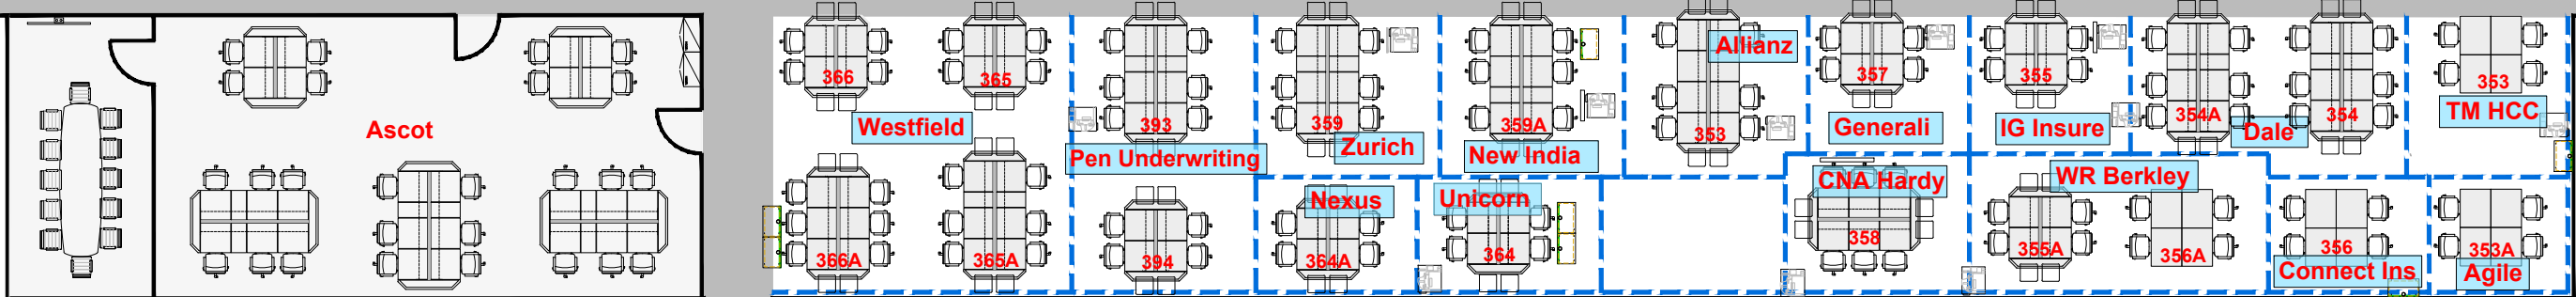 Ascot
366
365
Westfield
366A
365A
393
Pen Underwriting
394
359
Zurich
Nexus
364A
359A
New India
Unicorn
364
Allianz
353
357
Generali
CNA Hardy
358
355
IG Insure
WR Berkley
355A
356A
354A
Dale
354
353
TM HCC
356
Connect Ins
353A
Agile